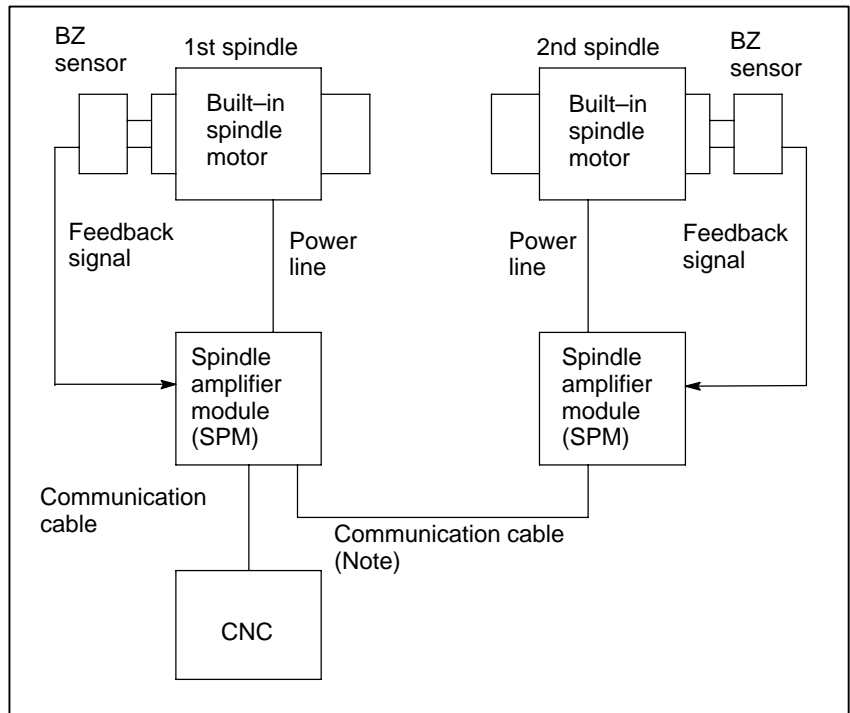 BZ
sensor
1st spindle
2nd spindle
BZ
sensor
Built–in
spindle
motor
Built–in
spindle
motor
Feedback
signal
Power
line
Power
line
Feedback
signal
Spindle
amplifier
module
(SPM)
Spindle
amplifier
module
(SPM)
Communication
cable
Communication cable
(Note)
CNC